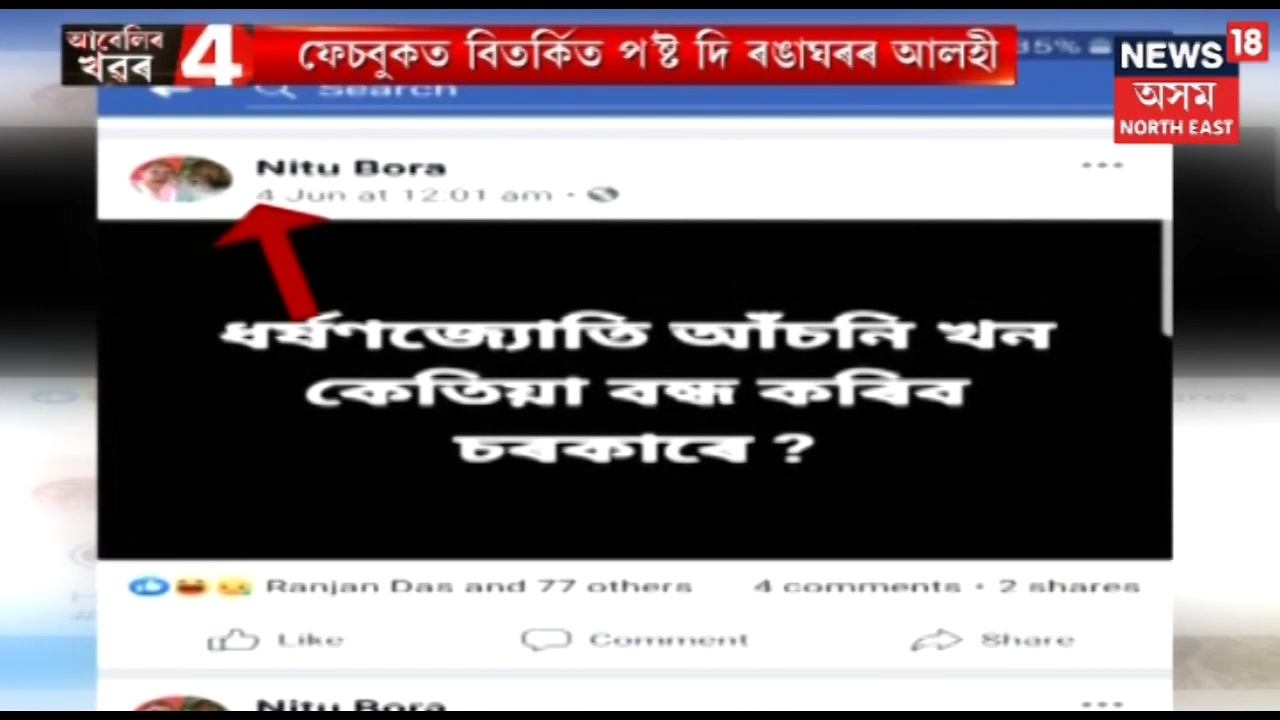 আবেলিৰ
খবৰ
4
ফেচবুকত বিতৰ্কিত পষ্ট দি ৰঙাঘৰৰ আলহী
35%
NEWS 18
অসম
NORTH EAST
Search
Nitu Bora
4 Jun at 12:01 am
ধৰ্ষণজ্যোতি আঁচনি খন
কেতিয়া বন্ধ কৰিব
চৰকাৰে ?
Ranjan Das and 77 others 4 comments • 2 shares
Like Comment Share
Nitu Bora